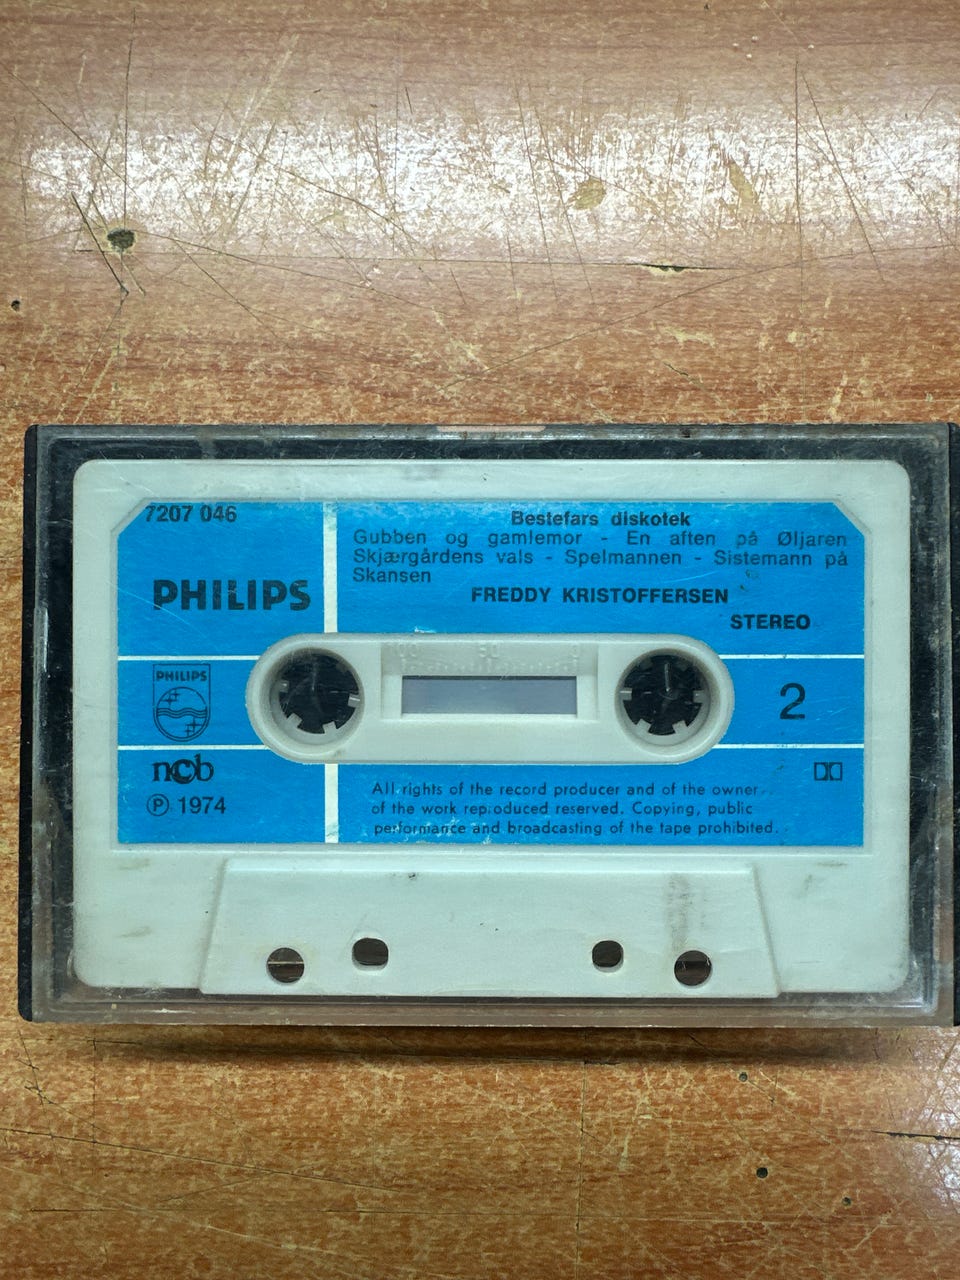 7207 046
Bestefars diskotek
Gubben og gamlemor - En aften på Øljaren
Skjærgårdens vals - Spelmannen - Sistemann på
Skansen
FREDDY KRISTOFFERSEN
STEREO
PHILIPS
100 50 0
PHILIPS
2
ncb
Ⓟ 1974
All rights of the record producer and of the owner
of the work reproduced reserved. Copying, public
performance and broadcasting of the tape prohibited.